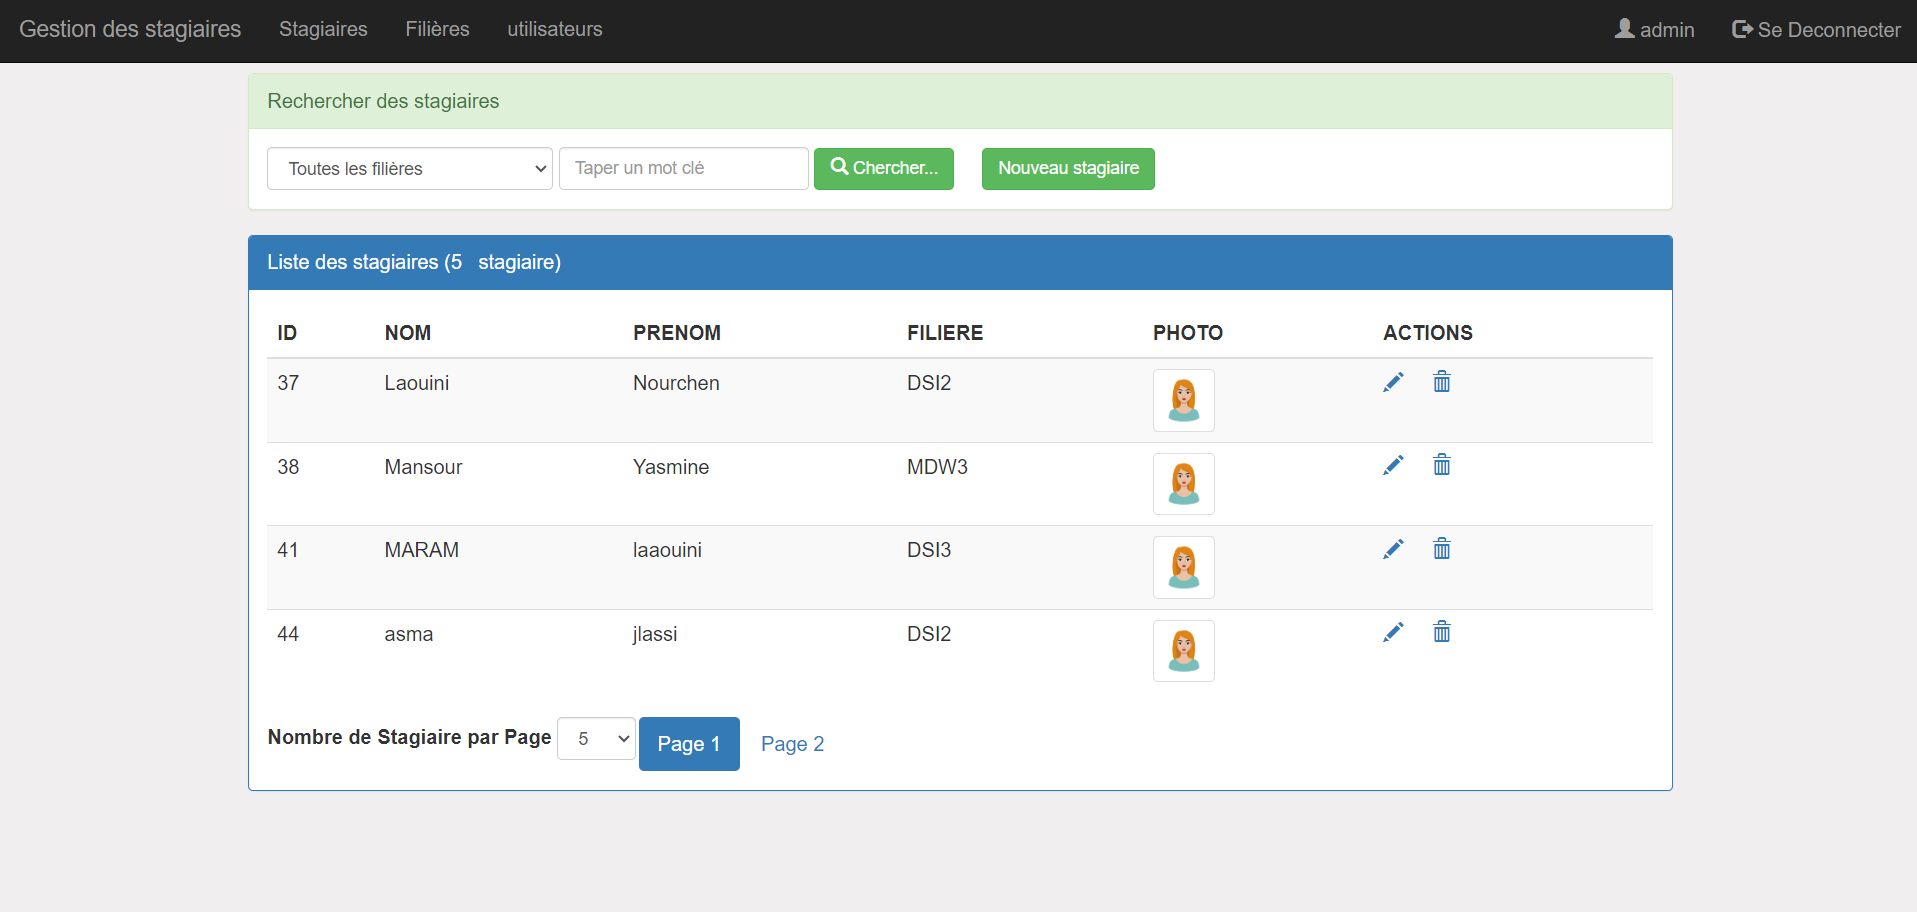 Gestion des stagiaires Stagiaires Filières utilisateurs admin Se Deconnecter
Rechercher des stagiaires
Toutes les filières Taper un mot clé Chercher... Nouveau stagiaire
Liste des stagiaires (5 stagiaire)
ID NOM PRENOM FILIERE PHOTO ACTIONS
37 Laouini Nourchen DSI2
38 Mansour Yasmine MDW3
41 MARAM laaouini DSI3
44 asma jlassi DSI2
Nombre de Stagiaire par Page 5 Page 1 Page 2